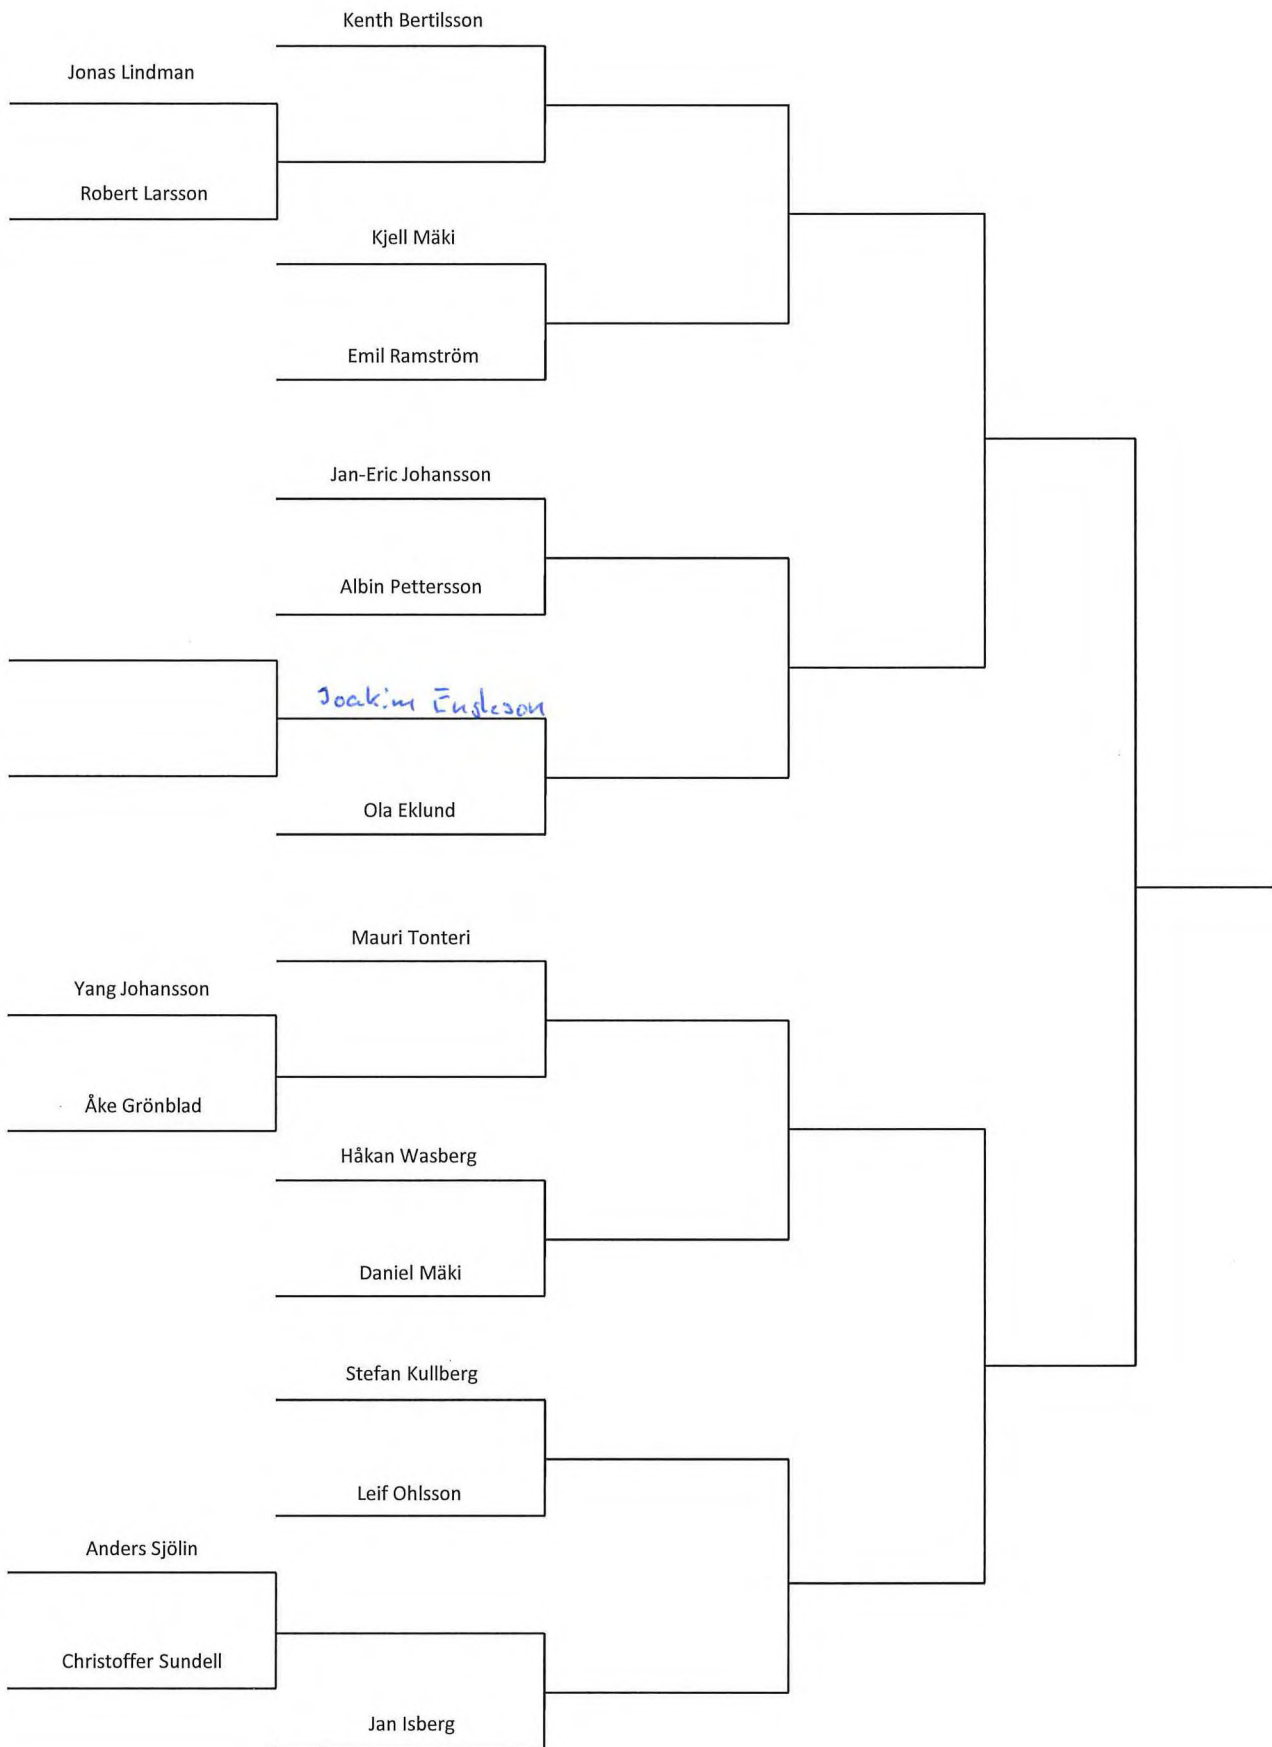 Kenth Bertilsson
Jonas Lindman
Robert Larsson
Kjell Mäki
Emil Ramström
Jan-Eric Johansson
Albin Pettersson
Joakim Engleson
Ola Eklund
Mauri Tonteri
Yang Johansson
Åke Grönblad
Håkan Wasberg
Daniel Mäki
Stefan Kullberg
Leif Ohlsson
Anders Sjölin
Christoffer Sundell
Jan Isberg